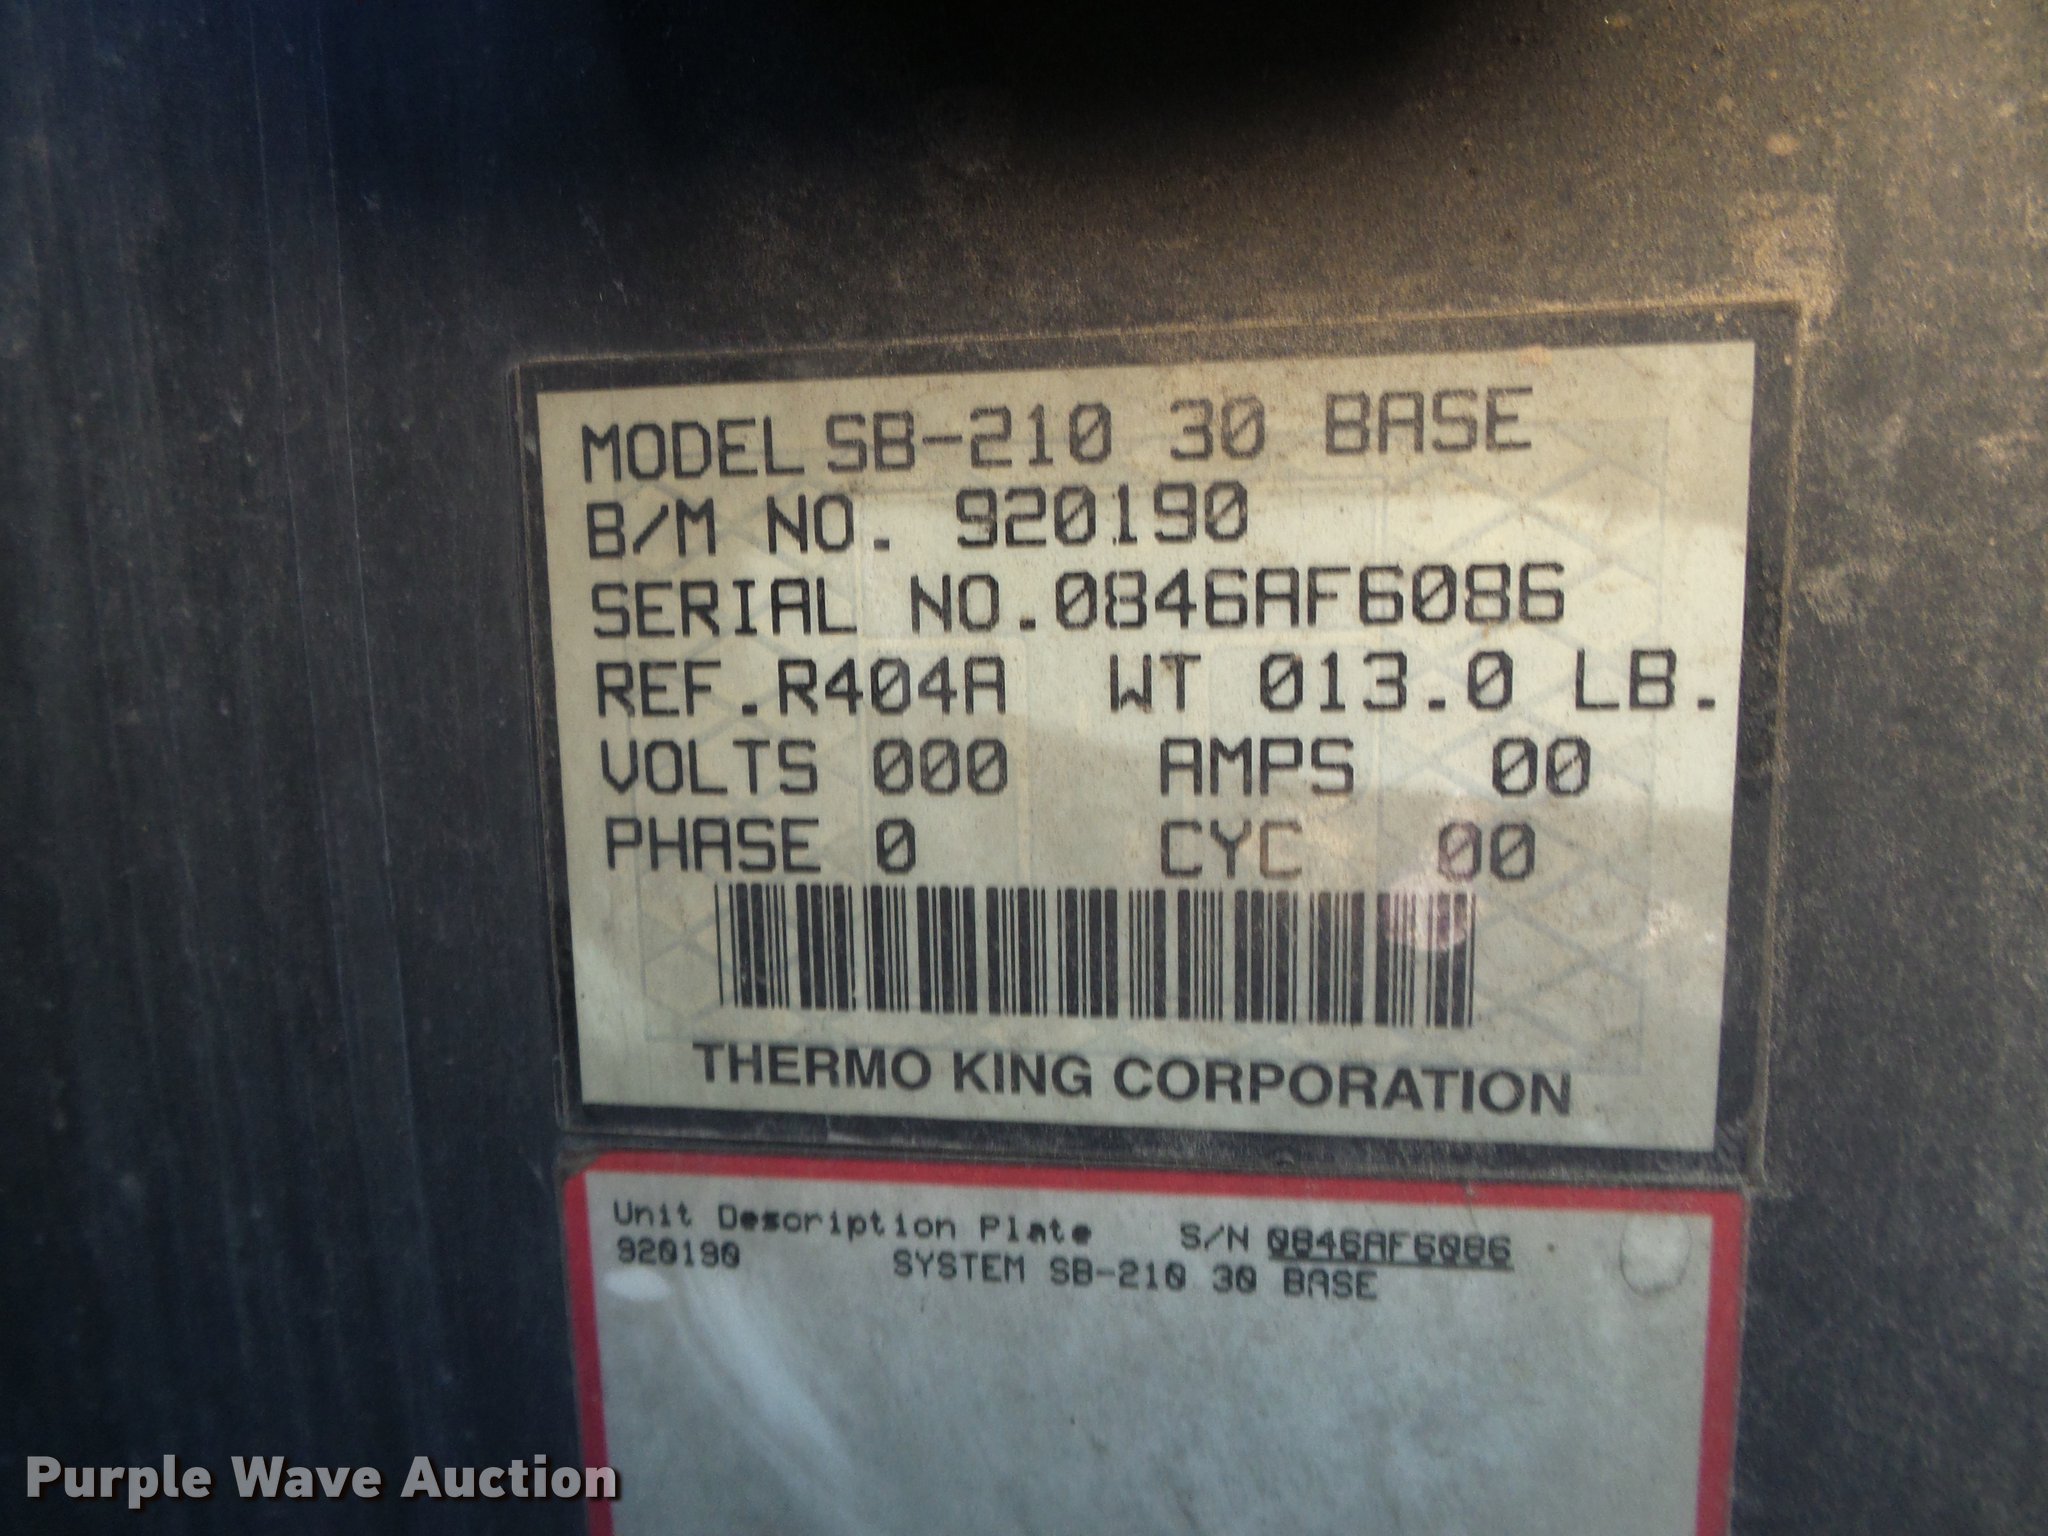 MODEL SB-210 30 BASE
B/M NO. 920190
SERIAL NO.0846AF6086
REF.R404A WT 013.0 LB.
VOLTS 000 AMPS 00
PHASE 0 CYC 00
THERMO KING CORPORATION
Unit Description Plate S/N 0846AF6086
920190 SYSTEM SB-210 30 BASE
Purple Wave Auction